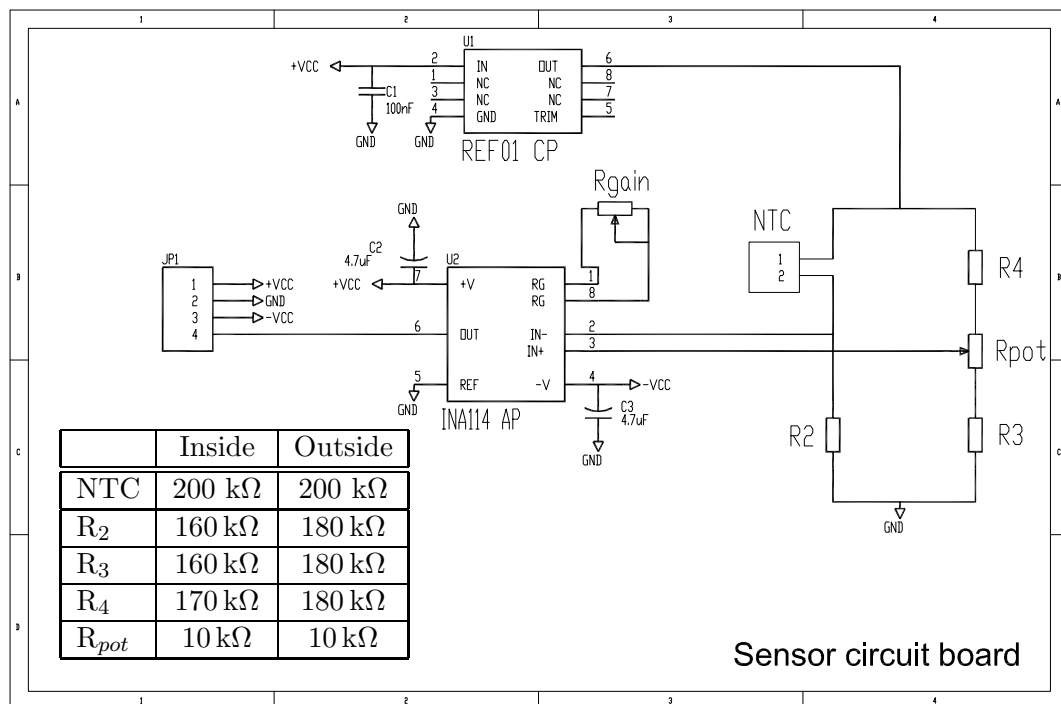 1 2 3 4
U1
+VCC 2 IN OUT 6
1 NC NC 8
3 NC NC 7
4 GND TRIM 5
C1
100nF
GND GND
REF01 CP
A A
Rgain
GND
NTC
C2
4.7uF
JP1 7 U2 1
1 +VCC +VCC +V RG 1
2 GND RG 8 2
3 -VCC
4 6 OUT IN- 2
IN+ 3
R4
Rpot
B B
5 REF -V 4 -VCC
GND
C3
4.7uF
INA114 AP
GND
R2 R3
GND
C C
Inside Outside
NTC 200 kΩ 200 kΩ
R2 160 kΩ 180 kΩ
R3 160 kΩ 180 kΩ
R4 170 kΩ 180 kΩ
Rpot 10 kΩ 10 kΩ
D D
Sensor circuit board
1 2 3 4